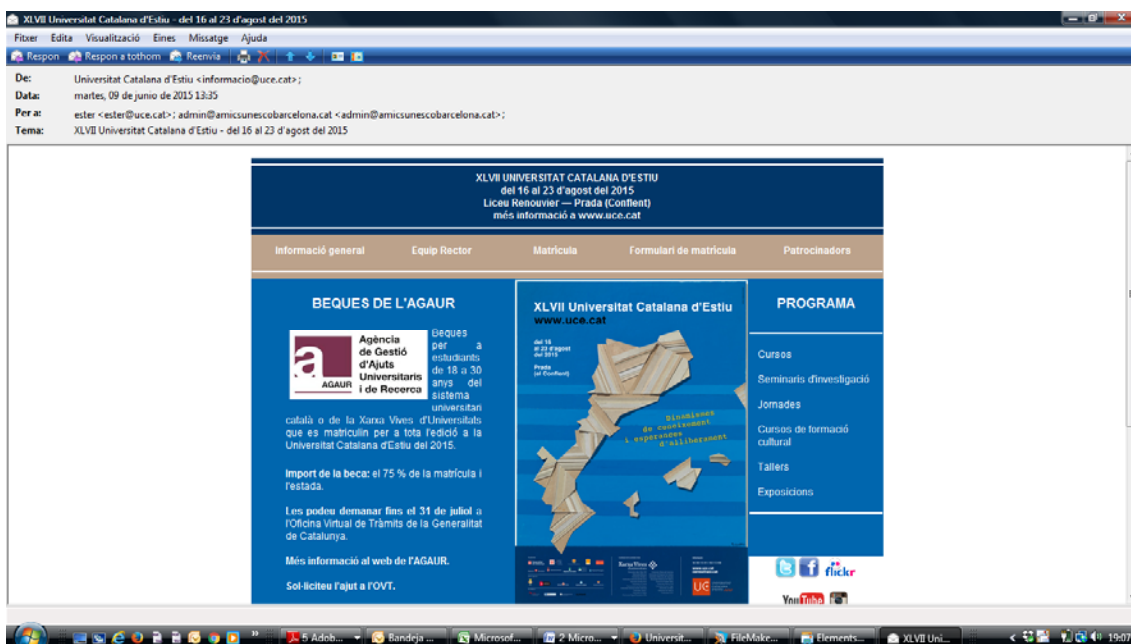 XLVII Universitat Catalana d'Estiu - del 16 al 23 d'agost del 2015
Fitxer Edita Visualització Eines Missatge Ajuda
Respon Respon a tothom Reenvia
De: Universitat Catalana d'Estiu <informacio@uce.cat>;
Data: martes, 09 de junio de 2015 13:35
Per a: ester <ester@uce.cat>; admin@amicsunescobarcelona.cat <admin@amicsunescobarcelona.cat>;
Tema: XLVII Universitat Catalana d'Estiu - del 16 al 23 d'agost del 2015
XLVII UNIVERSITAT CATALANA D'ESTIU
del 16 al 23 d'agost del 2015
Liceu Renouvier — Prada (Conflent)
més informació a www.uce.cat
Informació general Equip Rector Matrícula Formulari de matrícula Patrocinadors
BEQUES DE L'AGAUR
a
AGAUR
Agència
de Gestió
d'Ajuts
Universitaris
i de Recerca
Beques
per a
estudiants
de 18 a 30
anys del
sistema
universitari
català o de la Xarxa Vives d'Universitats
que es matriculin per a tota l'edició a la
Universitat Catalana d'Estiu del 2015.
Import de la beca: el 75 % de la matrícula i
l'estada.
Les podeu demanar fins el 31 de juliol a
l'Oficina Virtual de Tràmits de la Generalitat
de Catalunya.
Més informació al web de l'AGAUR.
Sol·liciteu l'ajut a l'OVT.
XLVII Universitat Catalana d'Estiu
www.uce.cat
del 16
al 23 d'agost
del 2015
Prada
(el Conflent)
Dinamismes
de coneixement
i esperances
d'alliberament
Xarxa Vives
UC
PROGRAMA
Cursos
Seminaris d'investigació
Jornades
Cursos de formació
cultural
Tallers
Exposicions
flickr
YouTube
5 Adob... Bandeja ... Microsof... 2 Micro... Universit... FileMake... Elements... XLVII Uni... 19:07